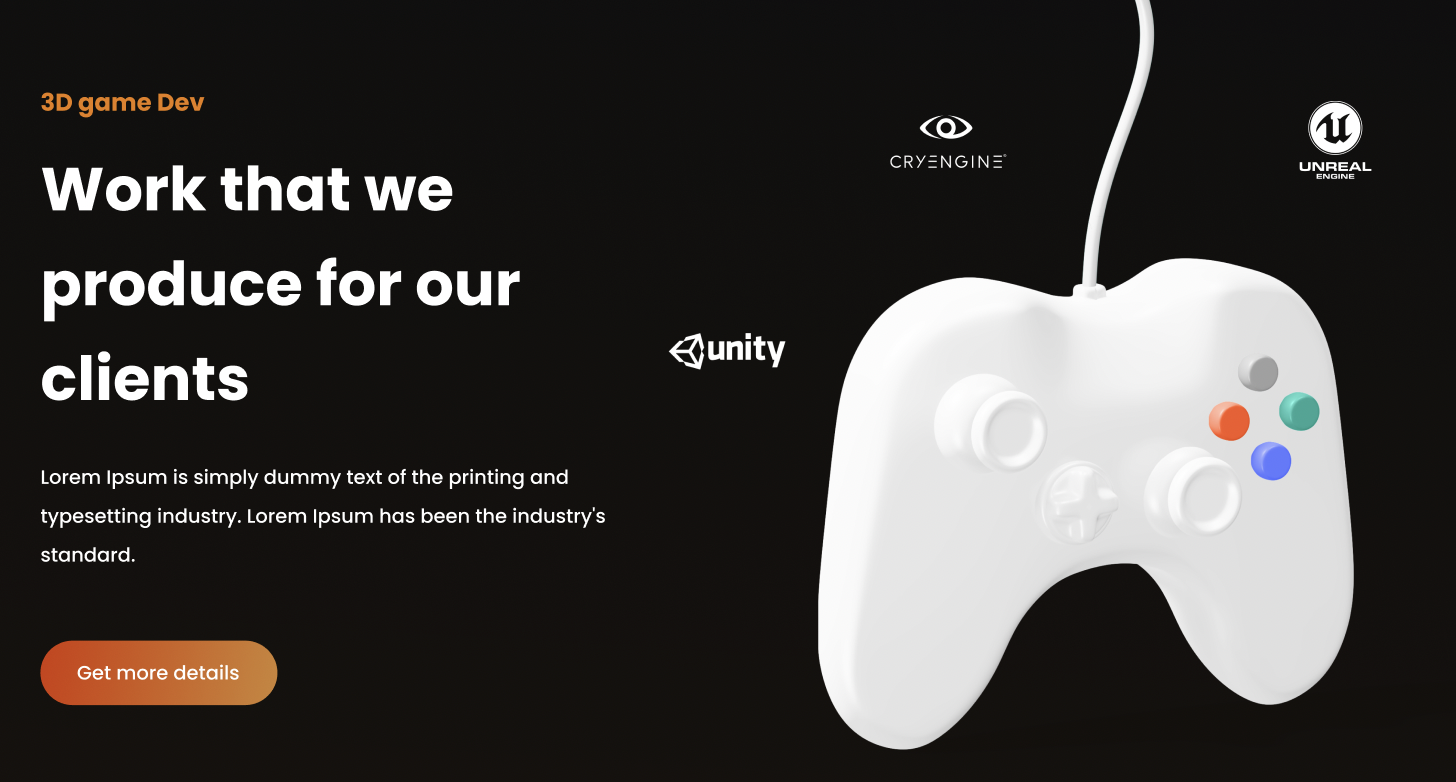 3D game Dev
Work that we
produce for our
clients
Lorem Ipsum is simply dummy text of the printing and
typesetting industry. Lorem Ipsum has been the industry's
standard.
Get more details
CRYENGINE
UNREAL
ENGINE
unity